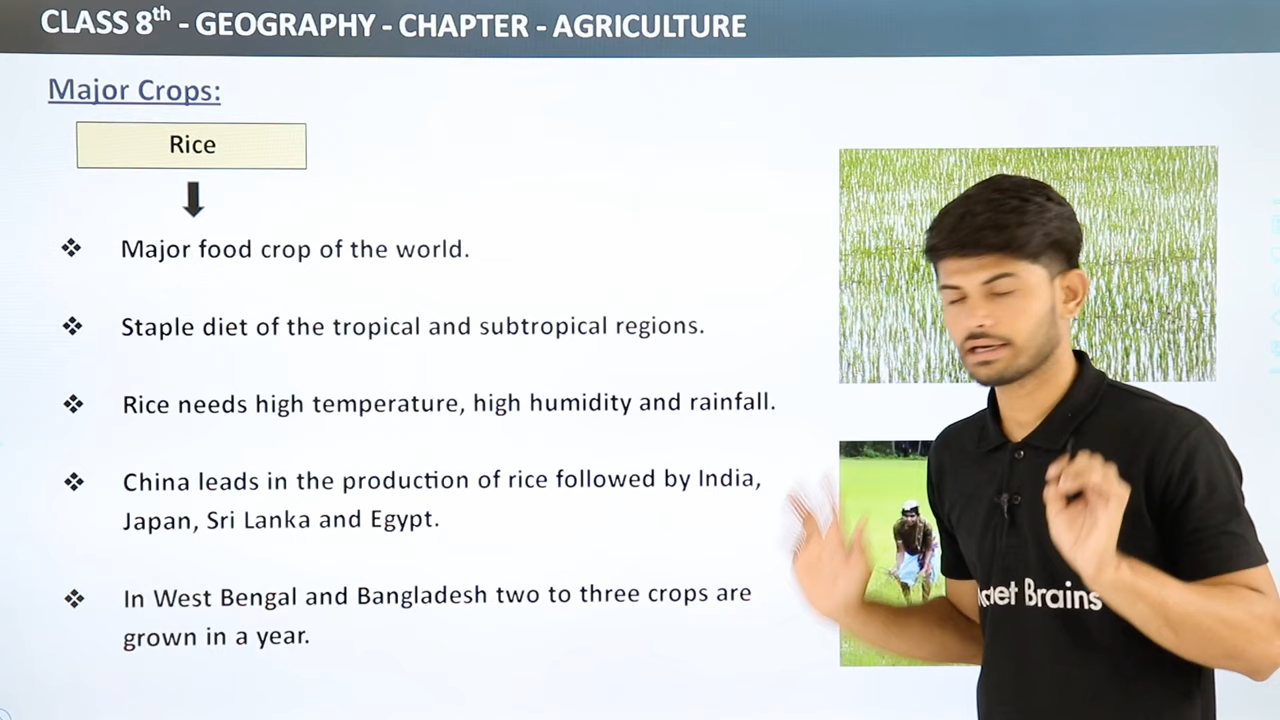 CLASS 8th - GEOGRAPHY - CHAPTER - AGRICULTURE
Major Crops:
Rice
Major food crop of the world.
Staple diet of the tropical and subtropical regions.
Rice needs high temperature, high humidity and rainfall.
China leads in the production of rice followed by India,
Japan, Sri Lanka and Egypt.
In West Bengal and Bangladesh two to three crops are
grown in a year.
Brains